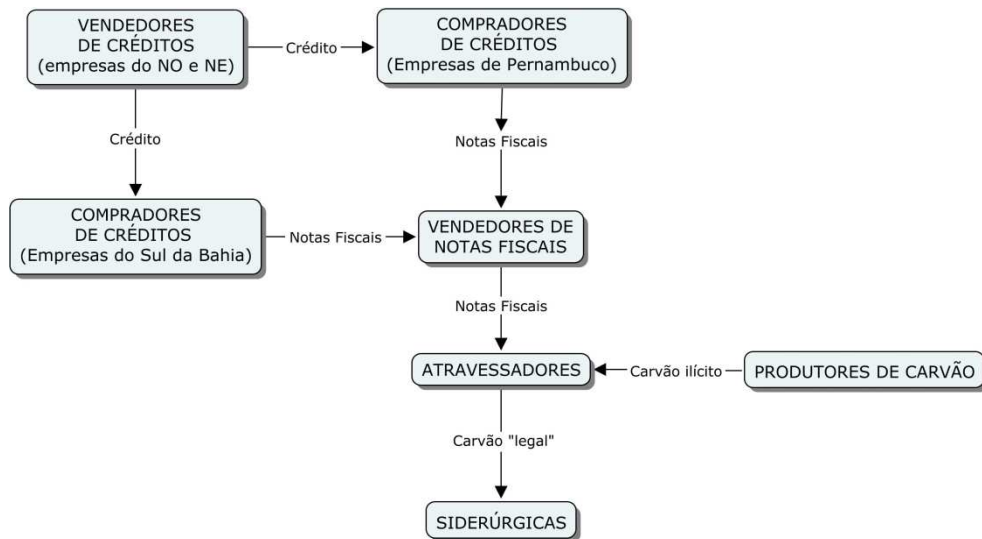 VENDEDORES
DE CRÉDITOS
(empresas do NO e NE)
Crédito
COMPRADORES
DE CRÉDITOS
(Empresas de Pernambuco)
Crédito
Notas Fiscais
COMPRADORES
DE CRÉDITOS
(Empresas do Sul da Bahia)
Notas Fiscais
VENDEDORES DE
NOTAS FISCAIS
Notas Fiscais
ATRAVESSADORES
Carvão ilícito
PRODUTORES DE CARVÃO
Carvão "legal"
SIDERÚRGICAS